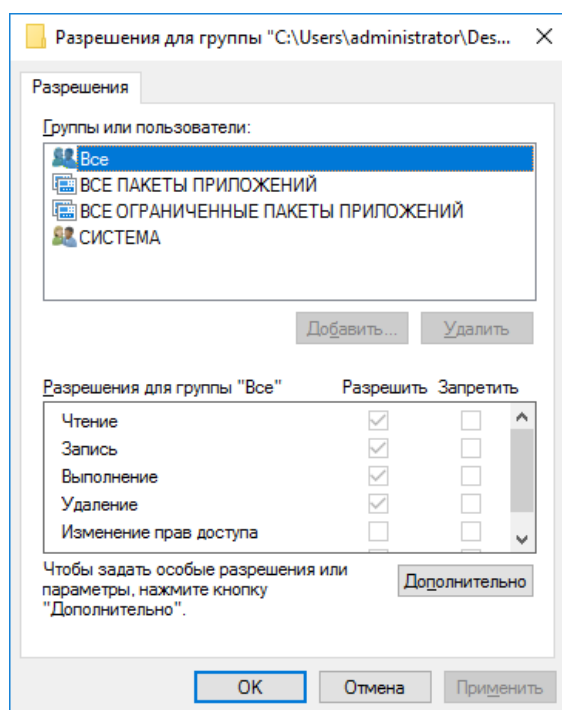 Разрешения для группы "C:\Users\administrator\Des...
Разрешения
Группы или пользователи:
Все
ВСЕ ПАКЕТЫ ПРИЛОЖЕНИЙ
ВСЕ ОГРАНИЧЕННЫЕ ПАКЕТЫ ПРИЛОЖЕНИЙ
СИСТЕМА
Добавить... Удалить
Разрешения для группы "Все" Разрешить Запретить
Чтение
Запись
Выполнение
Удаление
Изменение прав доступа
Чтобы задать особые разрешения или
параметры, нажмите кнопку
"Дополнительно".
Дополнительно
OK Отмена Применить